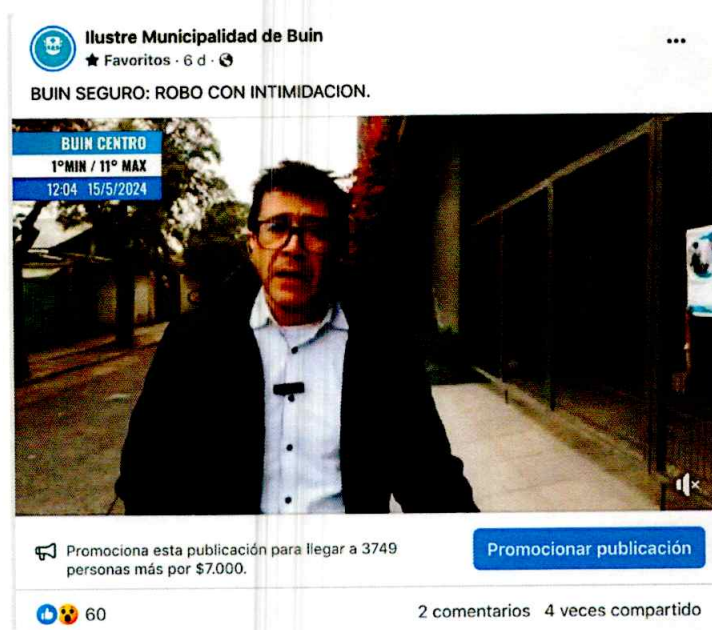 Ilustre Municipalidad de Buin
Favoritos · 6 d ·
BUIN SEGURO: ROBO CON INTIMIDACION.
BUIN CENTRO
1°MIN / 11° MAX
12:04 15/5/2024
Promociona esta publicación para llegar a 3749
personas más por $7.000.
Promocionar publicación
60
2 comentarios 4 veces compartido